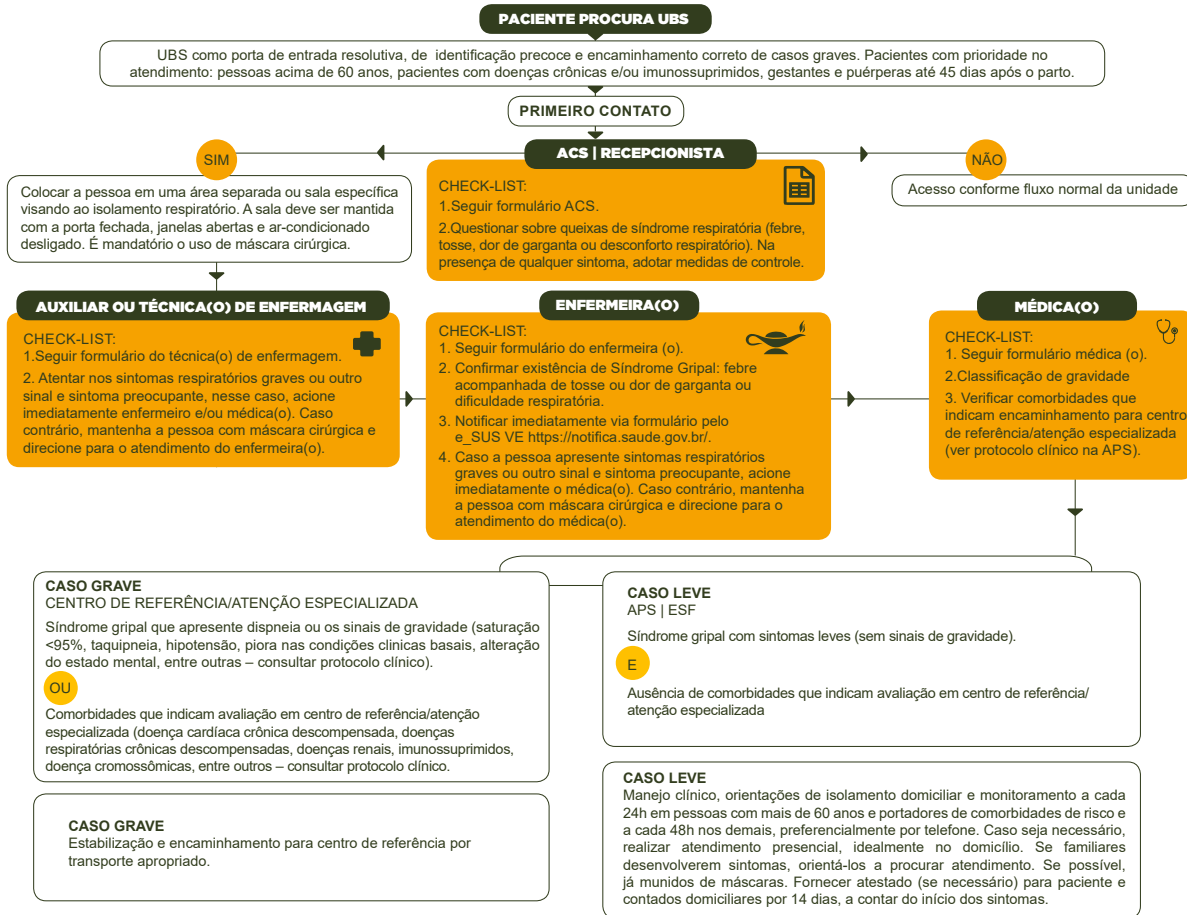 PACIENTE PROCURA UBS
UBS como porta de entrada resolutiva, de identificação precoce e encaminhamento correto de casos graves. Pacientes com prioridade no
atendimento: pessoas acima de 60 anos, pacientes com doenças crônicas e/ou imunossuprimidos, gestantes e puérperas até 45 dias após o parto.
PRIMEIRO CONTATO
SIM
ACS | RECEPCIONISTA
NÃO
Colocar a pessoa em uma área separada ou sala específica
visando ao isolamento respiratório. A sala deve ser mantida
com a porta fechada, janelas abertas e ar-condicionado
desligado. É mandatório o uso de máscara cirúrgica.
CHECK-LIST:
1.Seguir formulário ACS.
2.Questionar sobre queixas de síndrome respiratória (febre,
tosse, dor de garganta ou desconforto respiratório). Na
presença de qualquer sintoma, adotar medidas de controle.
Acesso conforme fluxo normal da unidade
AUXILIAR OU TÉCNICA(O) DE ENFERMAGEM
CHECK-LIST:
1.Seguir formulário do técnica(o) de enfermagem.
2. Atentar nos sintomas respiratórios graves ou outro
sinal e sintoma preocupante, nesse caso, acione
imediatamente enfermeiro e/ou médica(o). Caso
contrário, mantenha a pessoa com máscara cirúrgica e
direcione para o atendimento do enfermeira(o).
ENFERMEIRA(O)
CHECK-LIST:
1. Seguir formulário do enfermeira (o).
2. Confirmar existência de Síndrome Gripal: febre
acompanhada de tosse ou dor de garganta ou
dificuldade respiratória.
3. Notificar imediatamente via formulário pelo
e_SUS VE https://notifica.saude.gov.br/.
4. Caso a pessoa apresente sintomas respiratórios
graves ou outro sinal e sintoma preocupante, acione
imediatamente o médica(o). Caso contrário, mantenha
a pessoa com máscara cirúrgica e direcione para o
atendimento do médica(o).
MÉDICA(O)
CHECK-LIST:
1. Seguir formulário médica (o).
2.Classificação de gravidade
3. Verificar comorbidades que
indicam encaminhamento para centro
de referência/atenção especializada
(ver protocolo clínico na APS).
CASO GRAVE
CENTRO DE REFERÊNCIA/ATENÇÃO ESPECIALIZADA
Síndrome gripal que apresente dispneia ou os sinais de gravidade (saturação
<95%, taquipneia, hipotensão, piora nas condições clinicas basais, alteração
do estado mental, entre outras – consultar protocolo clínico).
OU
Comorbidades que indicam avaliação em centro de referência/atenção
especializada (doença cardíaca crônica descompensada, doenças
respiratórias crônicas descompensadas, doenças renais, imunossuprimidos,
doença cromossômicas, entre outros – consultar protocolo clínico.
CASO LEVE
APS | ESF
Síndrome gripal com sintomas leves (sem sinais de gravidade).
E
Ausência de comorbidades que indicam avaliação em centro de referência/
atenção especializada
CASO GRAVE
Estabilização e encaminhamento para centro de referência por
transporte apropriado.
CASO LEVE
Manejo clínico, orientações de isolamento domiciliar e monitoramento a cada
24h em pessoas com mais de 60 anos e portadores de comorbidades de risco e
a cada 48h nos demais, preferencialmente por telefone. Caso seja necessário,
realizar atendimento presencial, idealmente no domicílio. Se familiares
desenvolverem sintomas, orientá-los a procurar atendimento. Se possível,
já munidos de máscaras. Fornecer atestado (se necessário) para paciente e
contados domiciliares por 14 dias, a contar do início dos sintomas.